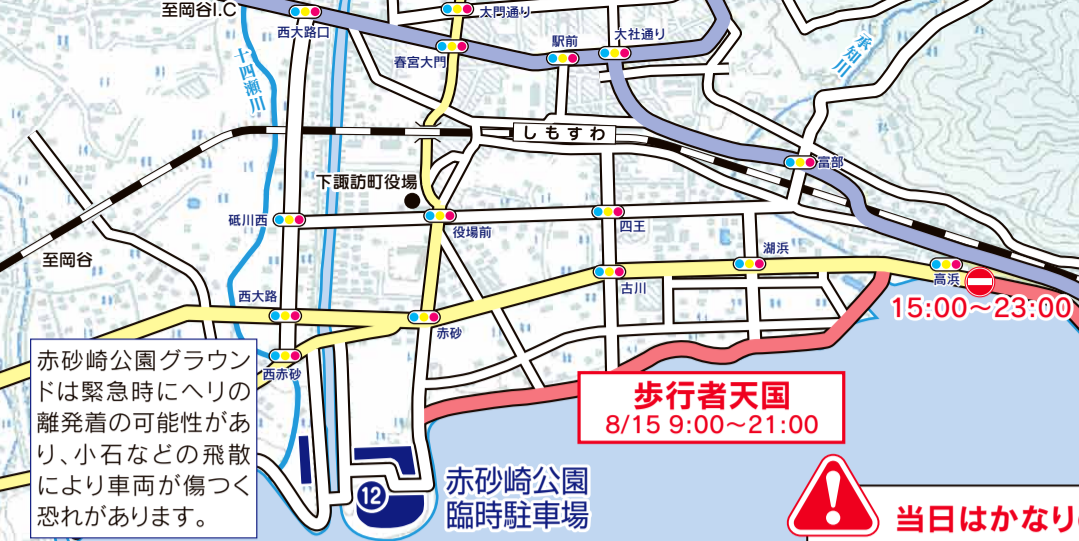 至岡谷I.C
太門通り
西大路口
駅前
大社通り
春宮大門
承知川
十四瀬川
しもすわ
富部
下諏訪町役場
砥川西
役場前
四王
至岡谷
湖浜
高浜
古川
西大路
15:00〜23:00
赤砂
西赤砂
赤砂崎公園グラウン
ドは緊急時にヘリの
離発着の可能性があ
り、小石などの飛散
により車両が傷つく
恐れがあります。
歩行者天国
8/15 9:00〜21:00
12
赤砂崎公園
臨時駐車場
!
当日はかなり